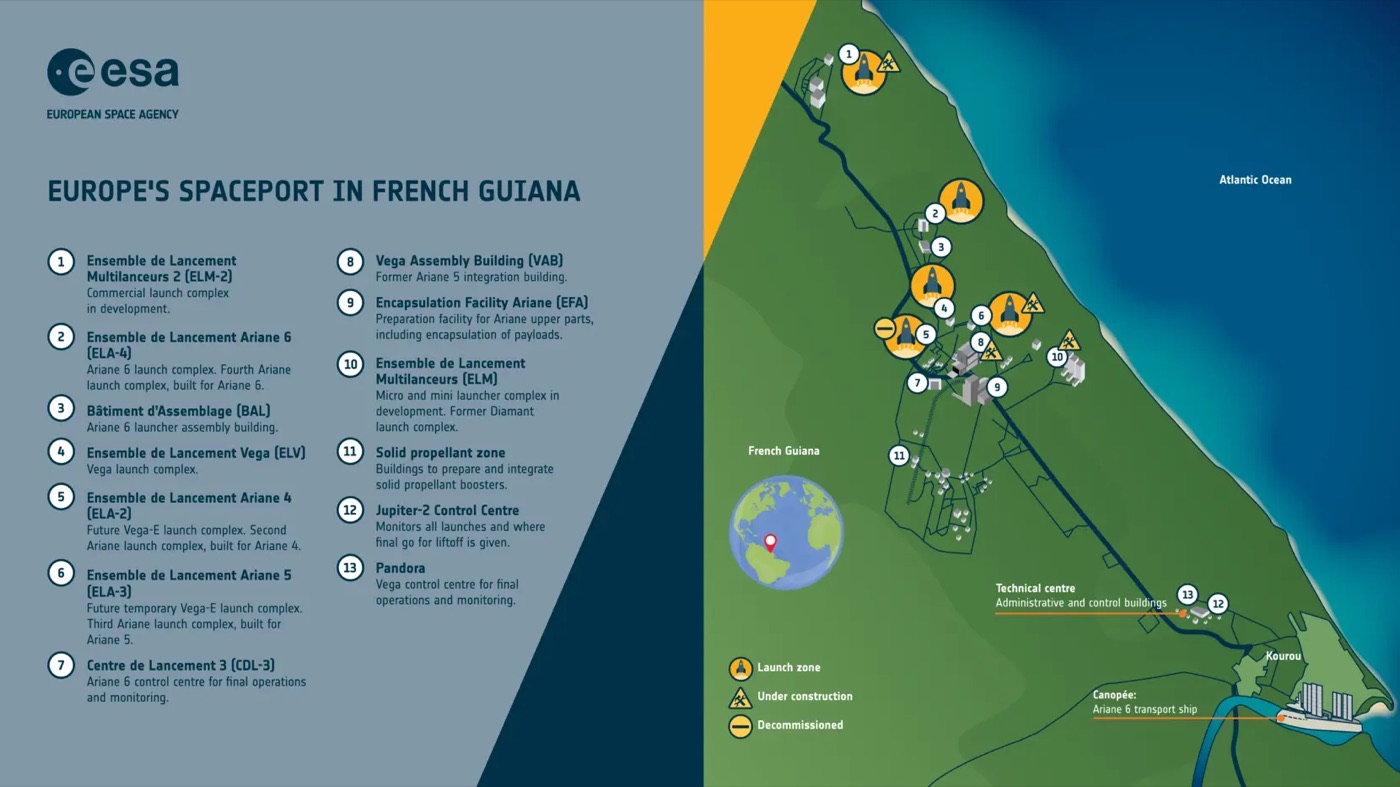 esa
EUROPEAN SPACE AGENCY
EUROPE'S SPACEPORT IN FRENCH GUIANA
1
Ensemble de Lancement
Multilanceurs 2 (ELM-2)
Commercial launch complex
in development.
2
Ensemble de Lancement Ariane 6
(ELA-4)
Ariane 6 launch complex. Fourth Ariane
launch complex, built for Ariane 6.
3
Bâtiment d'Assemblage (BAL)
Ariane 6 launcher assembly building.
4
Ensemble de Lancement Vega (ELV)
Vega launch complex.
5
Ensemble de Lancement Ariane 4
(ELA-2)
Future Vega-E launch complex. Second
Ariane launch complex, built for Ariane 4.
6
Ensemble de Lancement Ariane 5
(ELA-3)
Future temporary Vega-E launch complex.
Third Ariane launch complex, built for
Ariane 5.
7
Centre de Lancement 3 (CDL-3)
Ariane 6 control centre for final operations
and monitoring.
8
Vega Assembly Building (VAB)
Former Ariane 5 integration building.
9
Encapsulation Facility Ariane (EFA)
Preparation facility for Ariane upper parts,
including encapsulation of payloads.
10
Ensemble de Lancement
Multilanceurs (ELM)
Micro and mini launcher complex in
development. Former Diamant
launch complex.
11
Solid propellant zone
Buildings to prepare and integrate
solid propellant boosters.
12
Jupiter-2 Control Centre
Monitors all launches and where
final go for liftoff is given.
13
Pandora
Vega control centre for final
operations and monitoring.
1
Atlantic Ocean
2
3
4
6
5
8
10
7
9
French Guiana
11
Technical centre
Administrative and control buildings
13
12
Kourou
Launch zone
Under construction
Decommissioned
Canopée:
Ariane 6 transport ship